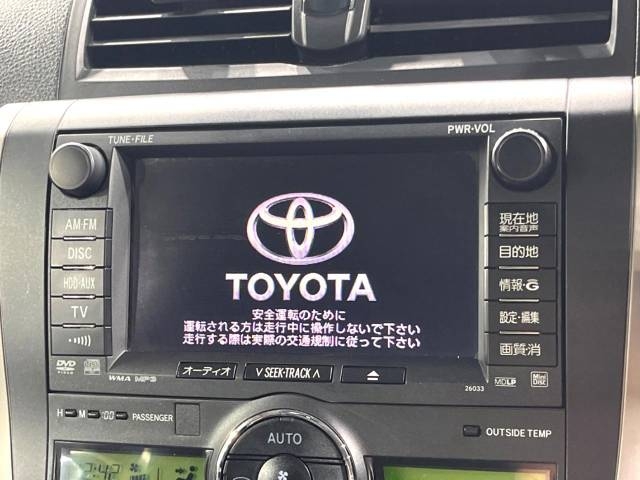 TUNE·FILE
PWR·VOL
AM·FM
DISC
HDD·AUX
TV
現在地
案内音声
目的地
情報·G
設定·編集
画質消
TOYOTA
安全運転のために
運転される方は走行中に操作しないで下さい
走行する際は実際の交通規制に従って下さい
DVD
WMA MP3
オーディオ
∨ SEEK·TRACK ∧
26033
MDLP
Mini Disc
H
M
:00
PASSENGER
AUTO
OUTSIDE TEMP
2:42